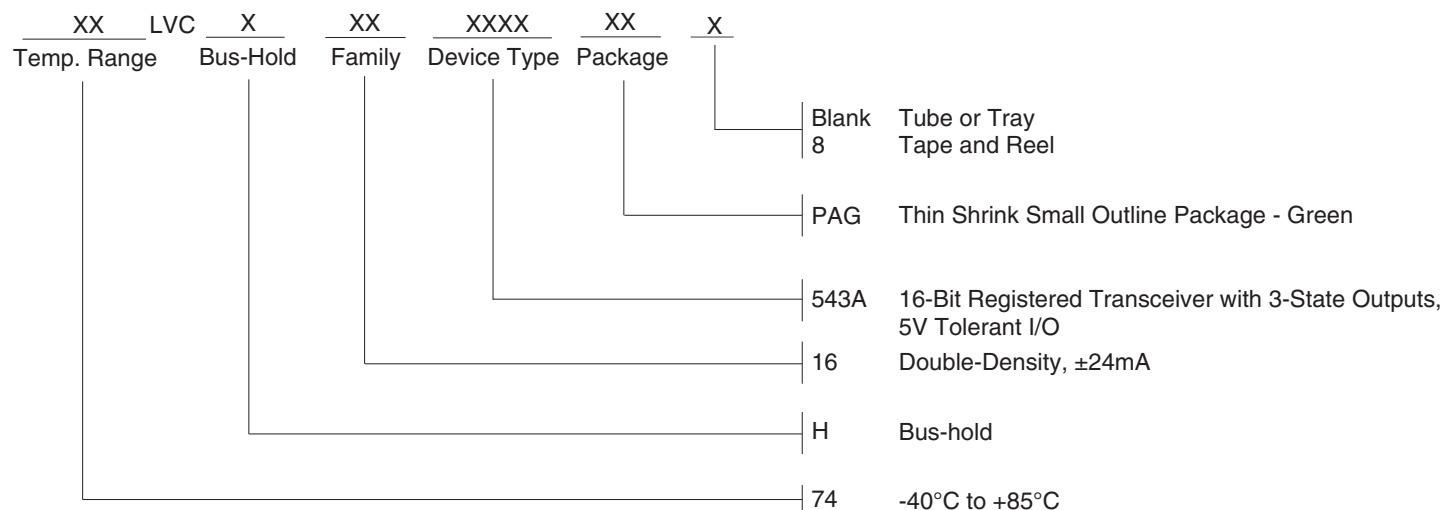 XX LVC X XX XXXX XX X
Temp. Range Bus-Hold Family Device Type Package
Blank Tube or Tray
8 Tape and Reel
PAG Thin Shrink Small Outline Package - Green
543A 16-Bit Registered Transceiver with 3-State Outputs,
5V Tolerant I/O
16 Double-Density, ±24mA
H Bus-hold
74 -40°C to +85°C